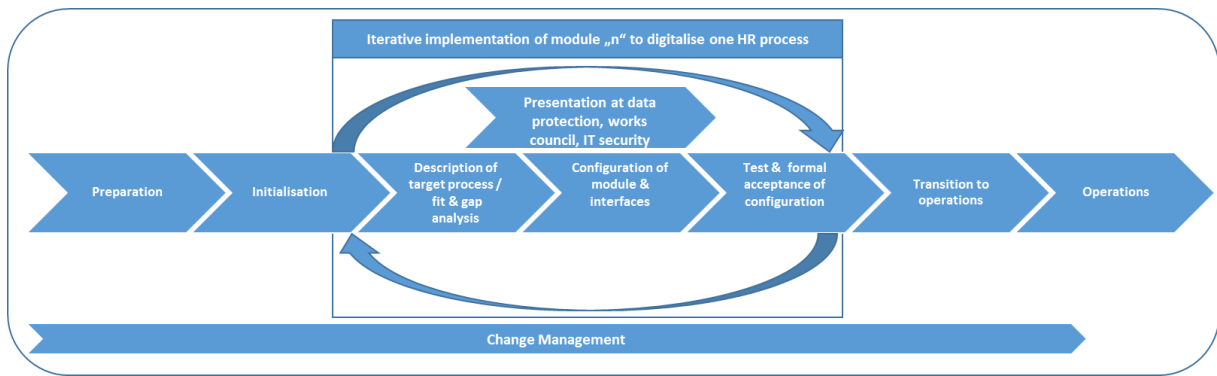 Iterative implementation of module „n“ to digitalise one HR process
Presentation at data
protection, works
council, IT security
Preparation
Initialisation
Description of
target process /
fit & gap
analysis
Configuration of
module &
interfaces
Test & formal
acceptance of
configuration
Transition to
operations
Operations
Change Management